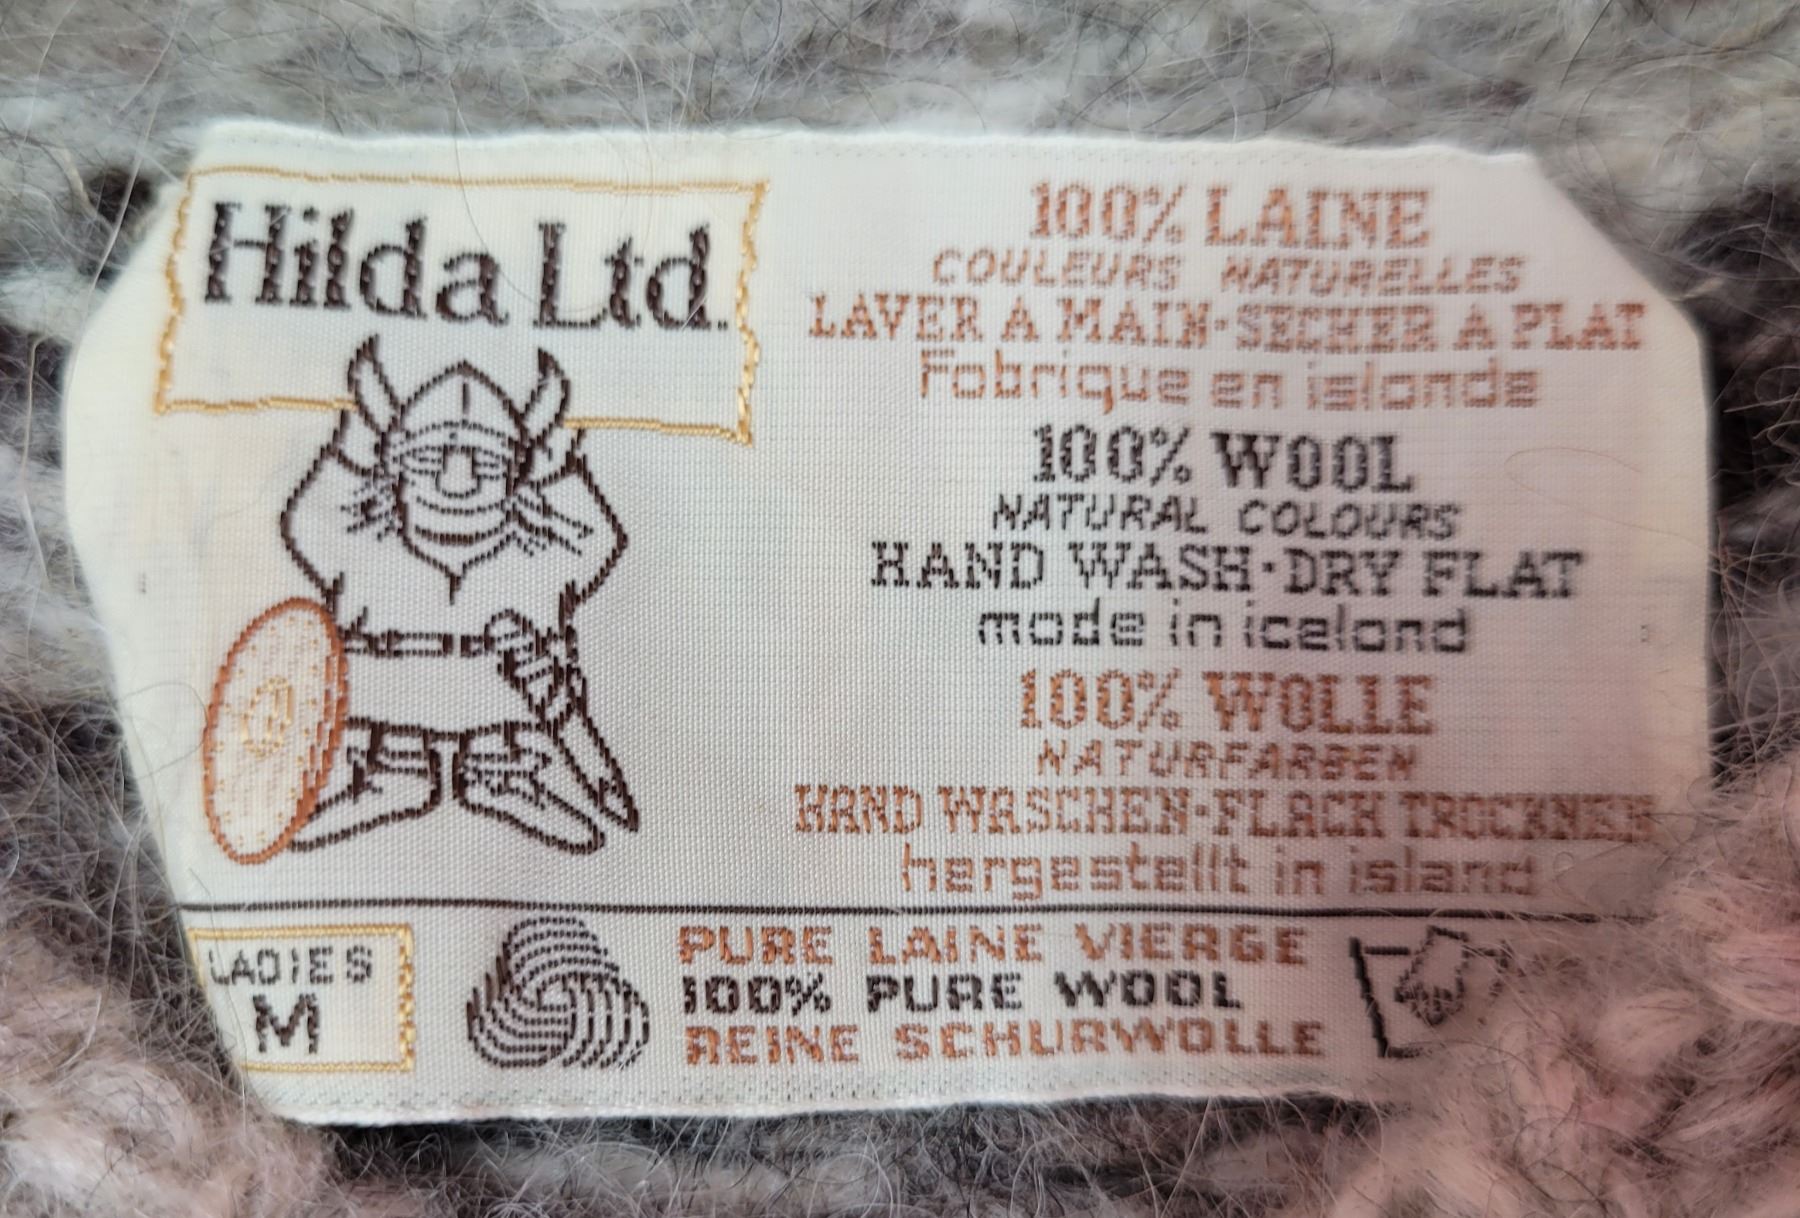 Hilda Ltd.
100% LAINE
COULEURS NATURELLES
LAVER A MAIN·SECHER A PLAT
Fabrique en islande
100% WOOL
NATURAL COLOURS
HAND WASH·DRY FLAT
made in iceland
100% WOLLE
NATURFARBEN
HAND WASCHEN·FLACH TROCKNEN
hergestellt in island
LADIES
M
PURE LAINE VIERGE
100% PURE WOOL
REINE SCHURWOLLE